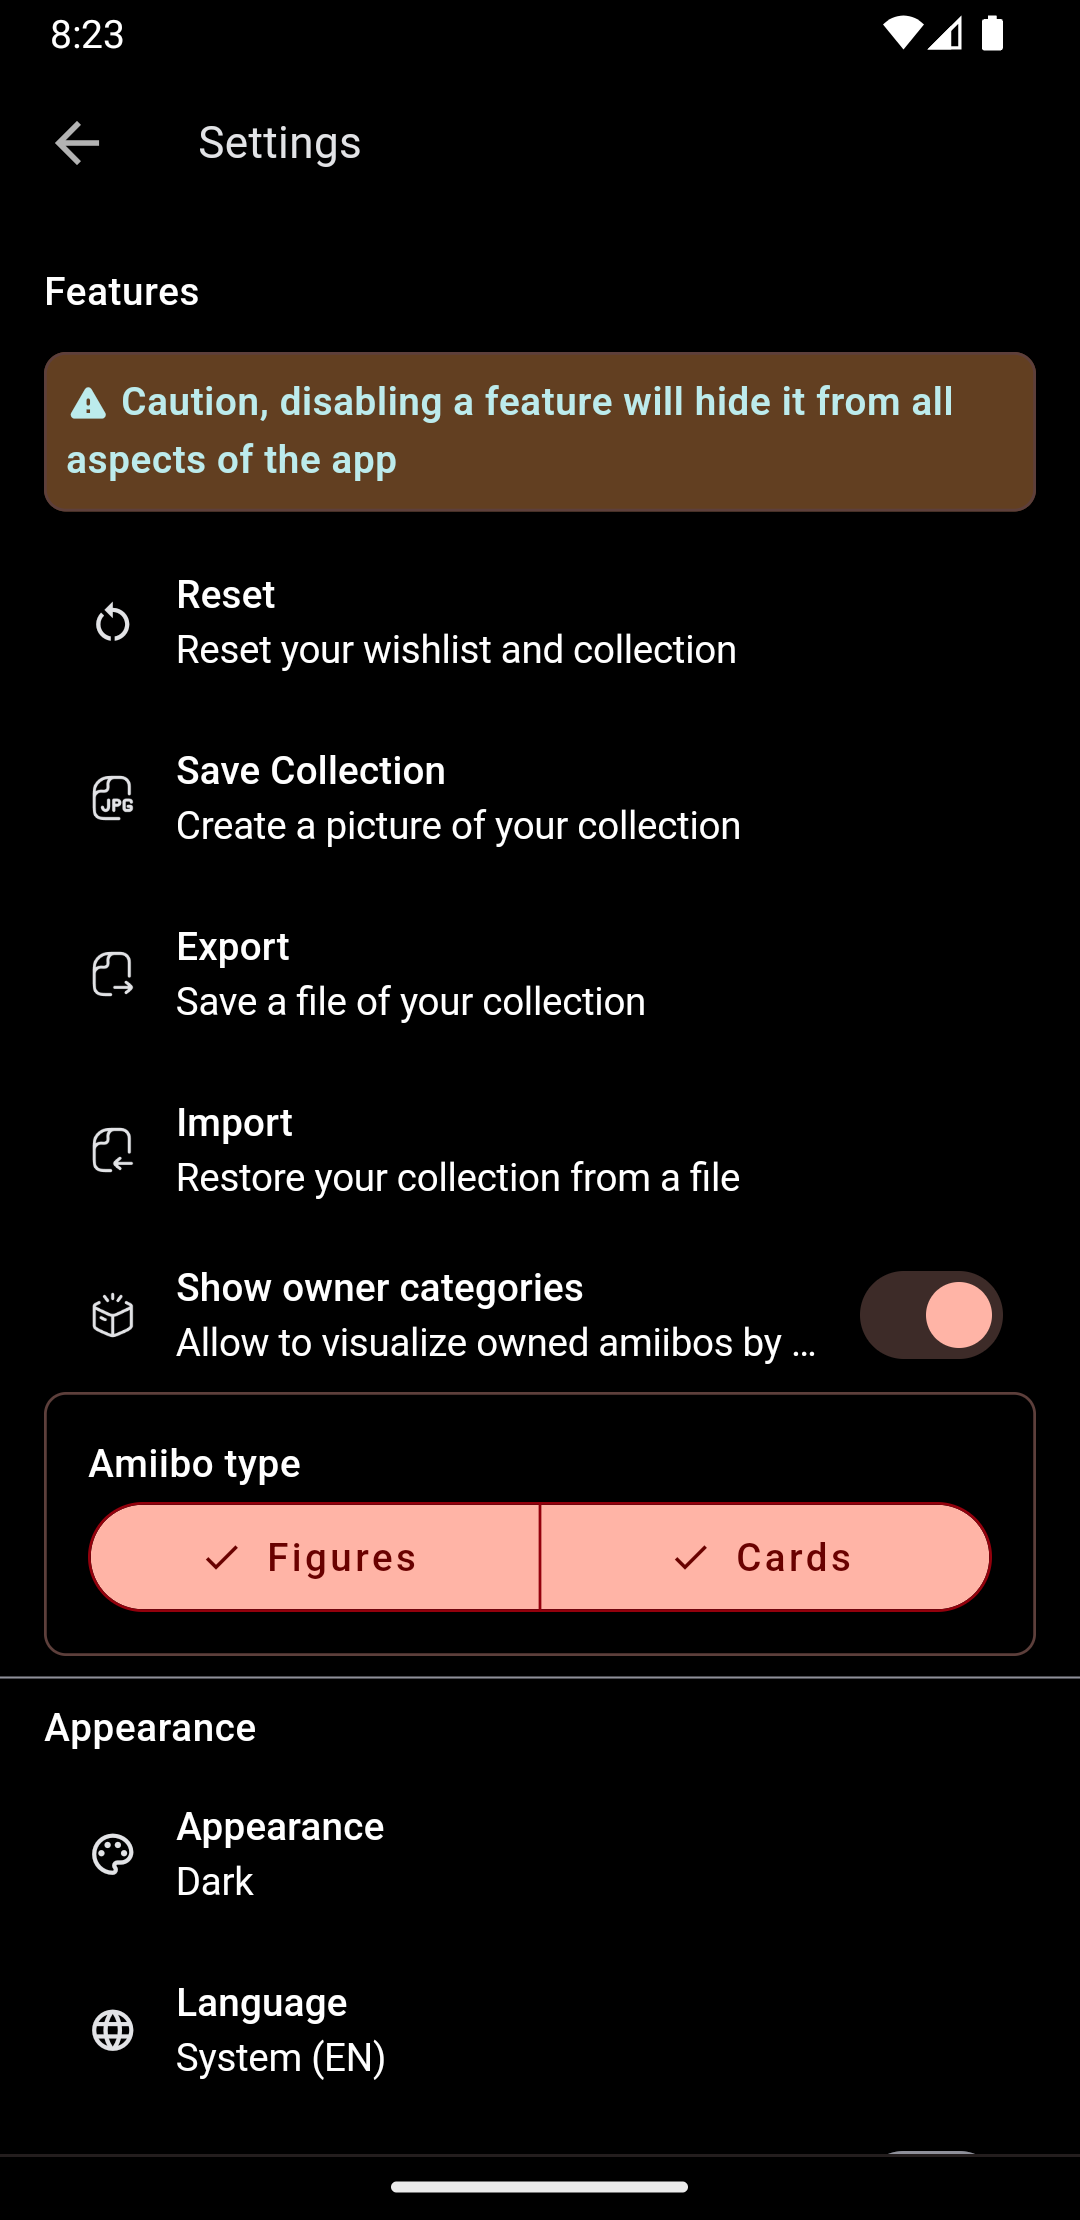 8:23
Settings
Features
Caution, disabling a feature will hide it from all
aspects of the app
Reset
Reset your wishlist and collection
Save Collection
JPG
Create a picture of your collection
Export
Save a file of your collection
Import
Restore your collection from a file
Show owner categories
Allow to visualize owned amiibos by ...
Amiibo type
Figures
Cards
Appearance
Appearance
Dark
Language
System (EN)